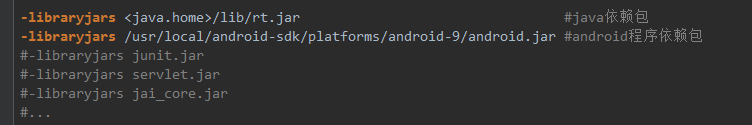 -libraryjars <java.home>/lib/rt.jar #java依赖包
-libraryjars /usr/local/android-sdk/platforms/android-9/android.jar #android程序依赖包
#-libraryjars junit.jar
#-libraryjars servlet.jar
#-libraryjars jai_core.jar
#...